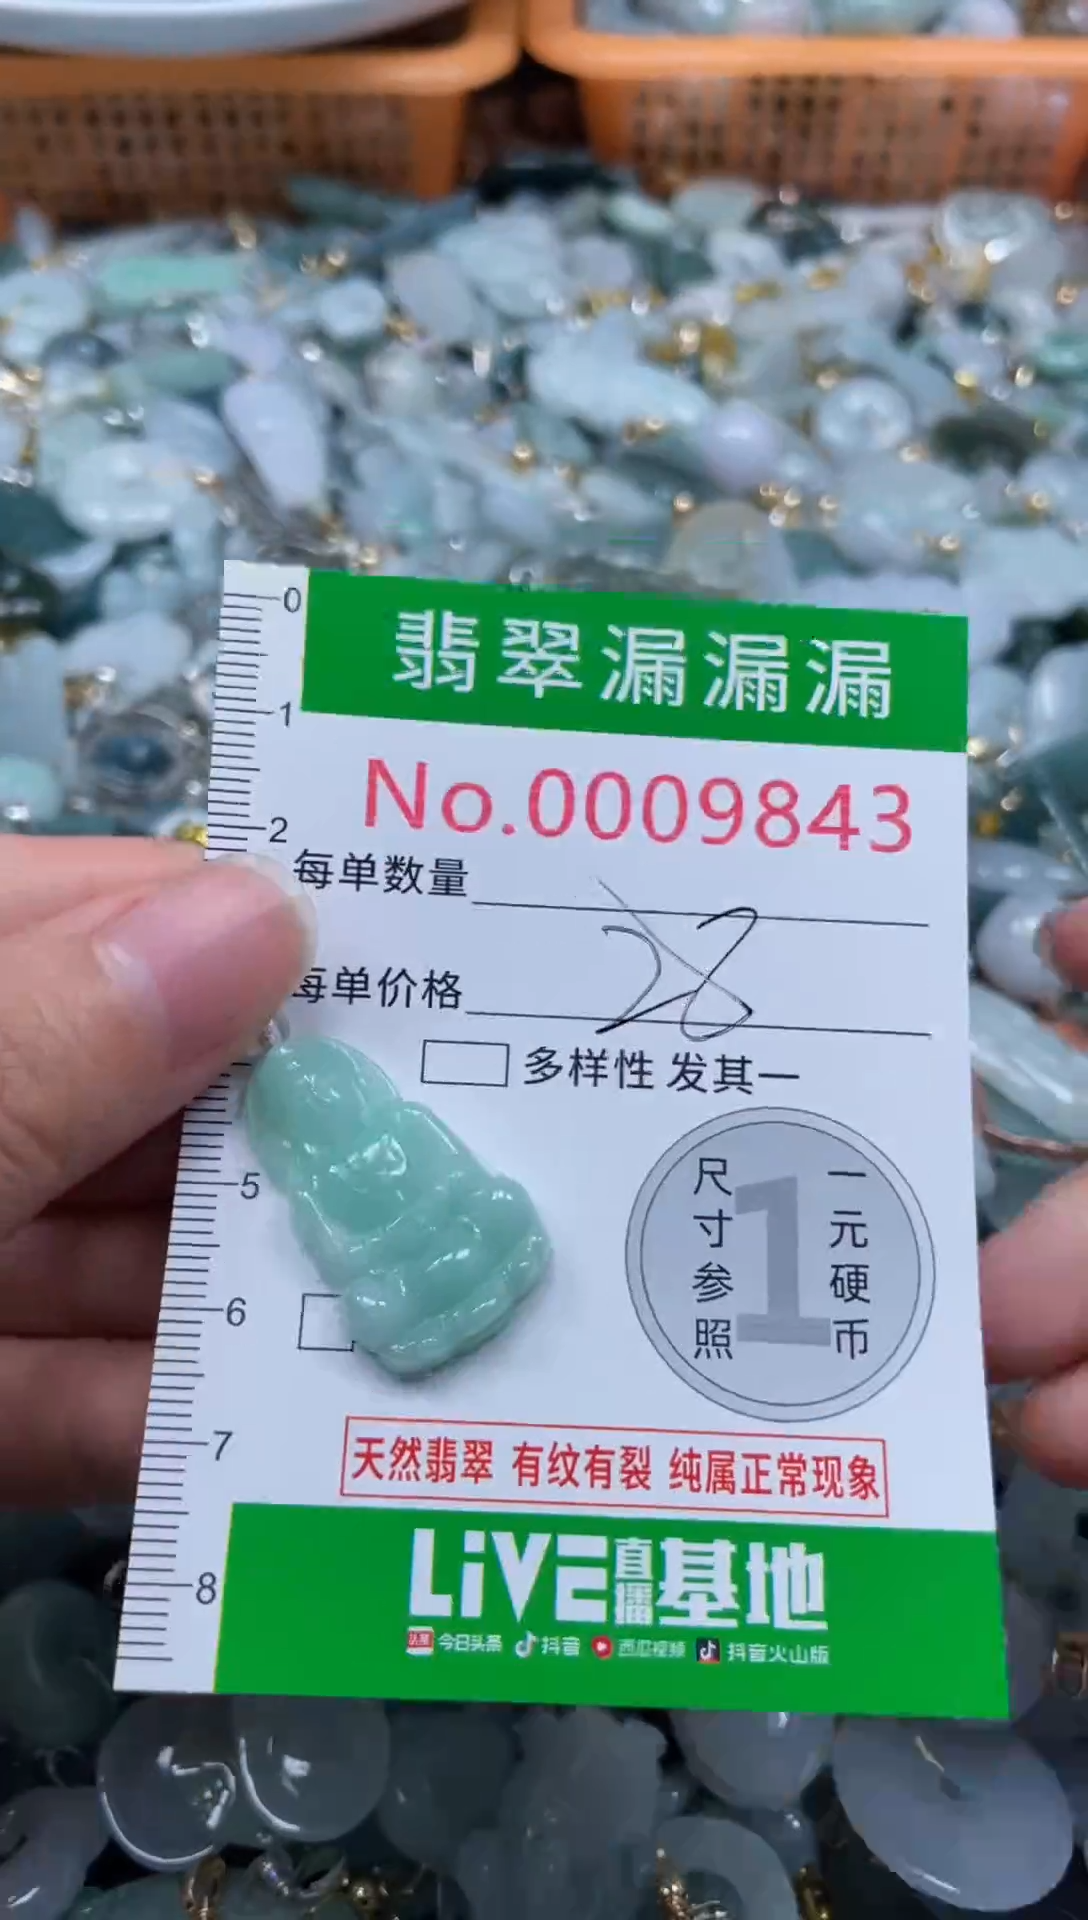 0
翡翠漏漏漏
1
No.0009843
2
每单数量
28
每单价格
多样性 发其一
5
尺寸参照
1
一元硬币
6
7
天然翡翠 有纹有裂 纯属正常现象
LiVE直播基地
8
头条 今日头条 抖音 西瓜视频 抖音火山版